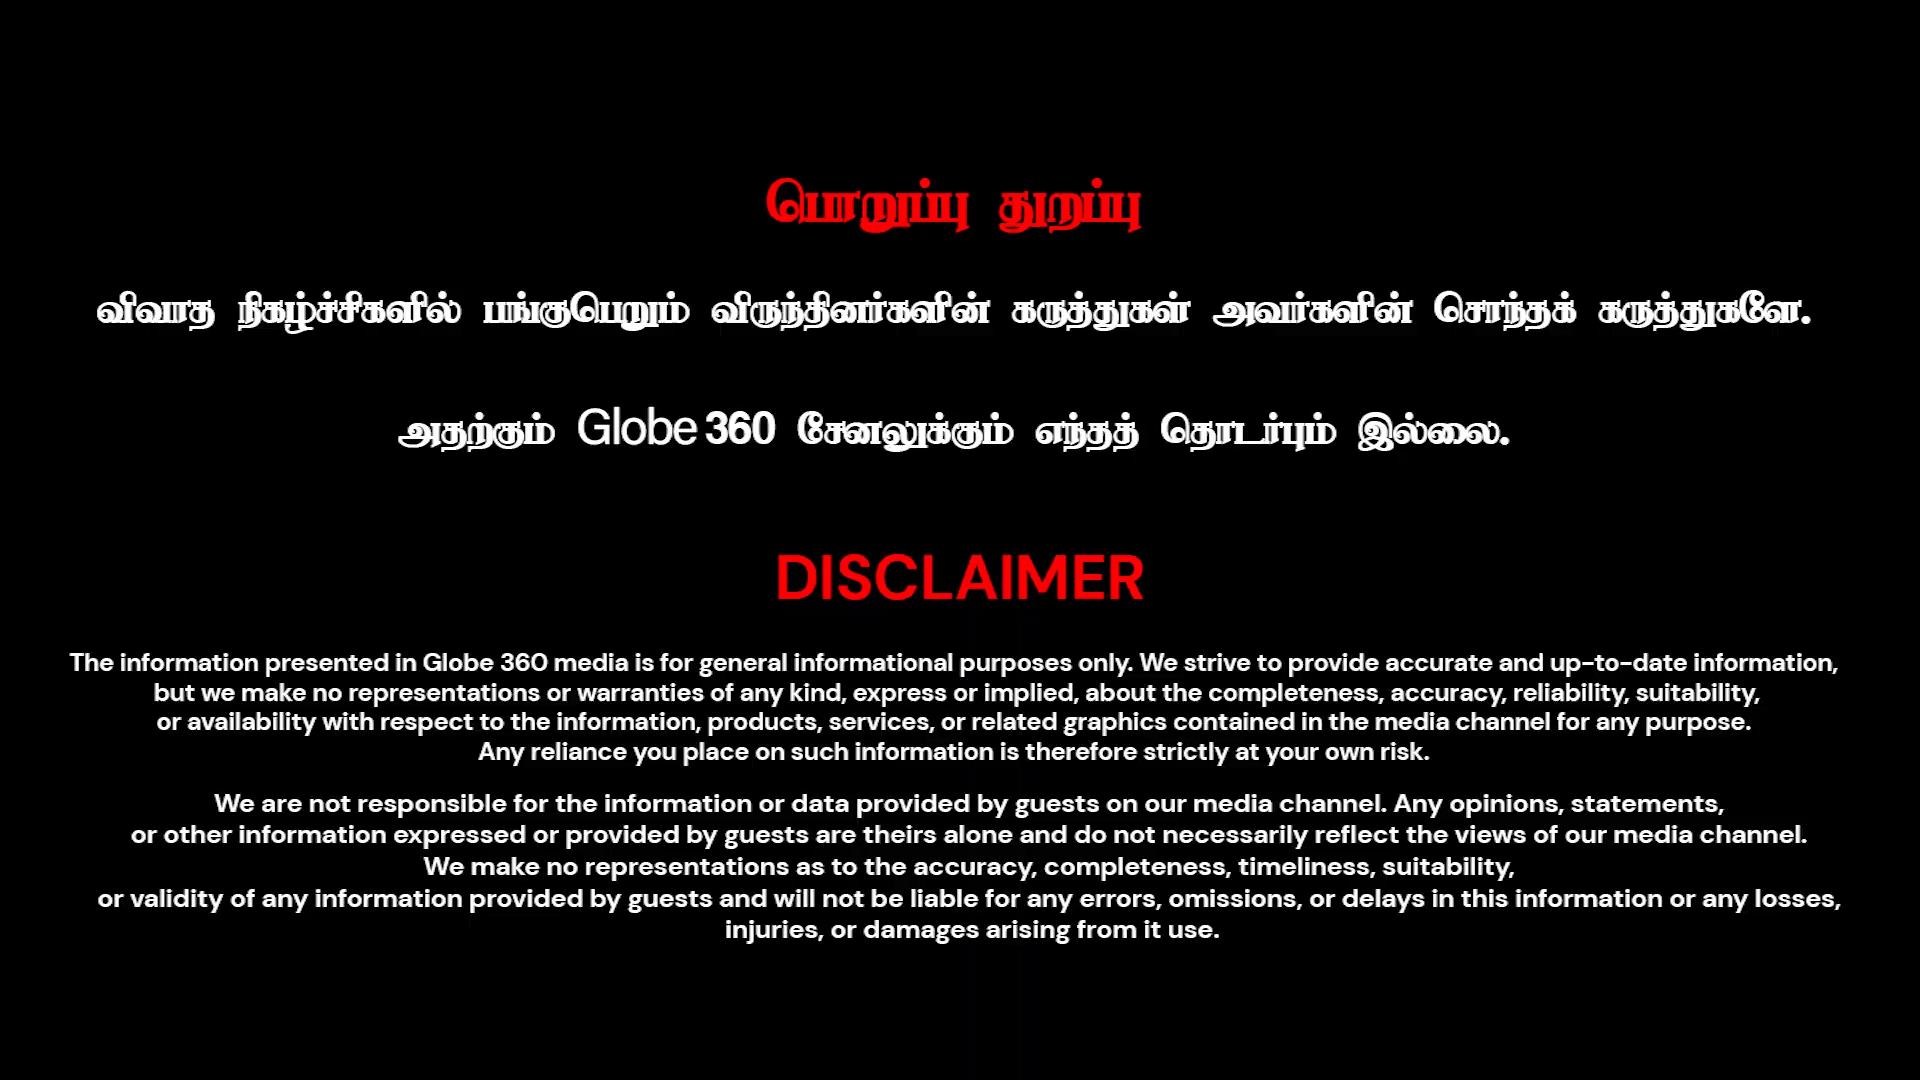 பொறுப்பு துறப்பு
விவாத நிகழ்ச்சிகளில் பங்குபெறும் விருந்தினர்களின் கருத்துகள் அவர்களின் சொந்தக் கருத்துகளே.
அதற்கும் Globe 360 சேனலுக்கும் எந்தத் தொடர்பும் இல்லை.
DISCLAIMER
The information presented in Globe 360 media is for general informational purposes only. We strive to provide accurate and up-to-date information,
but we make no representations or warranties of any kind, express or implied, about the completeness, accuracy, reliability, suitability,
or availability with respect to the information, products, services, or related graphics contained in the media channel for any purpose.
Any reliance you place on such information is therefore strictly at your own risk.
We are not responsible for the information or data provided by guests on our media channel. Any opinions, statements,
or other information expressed or provided by guests are theirs alone and do not necessarily reflect the views of our media channel.
We make no representations as to the accuracy, completeness, timeliness, suitability,
or validity of any information provided by guests and will not be liable for any errors, omissions, or delays in this information or any losses,
injuries, or damages arising from it use.